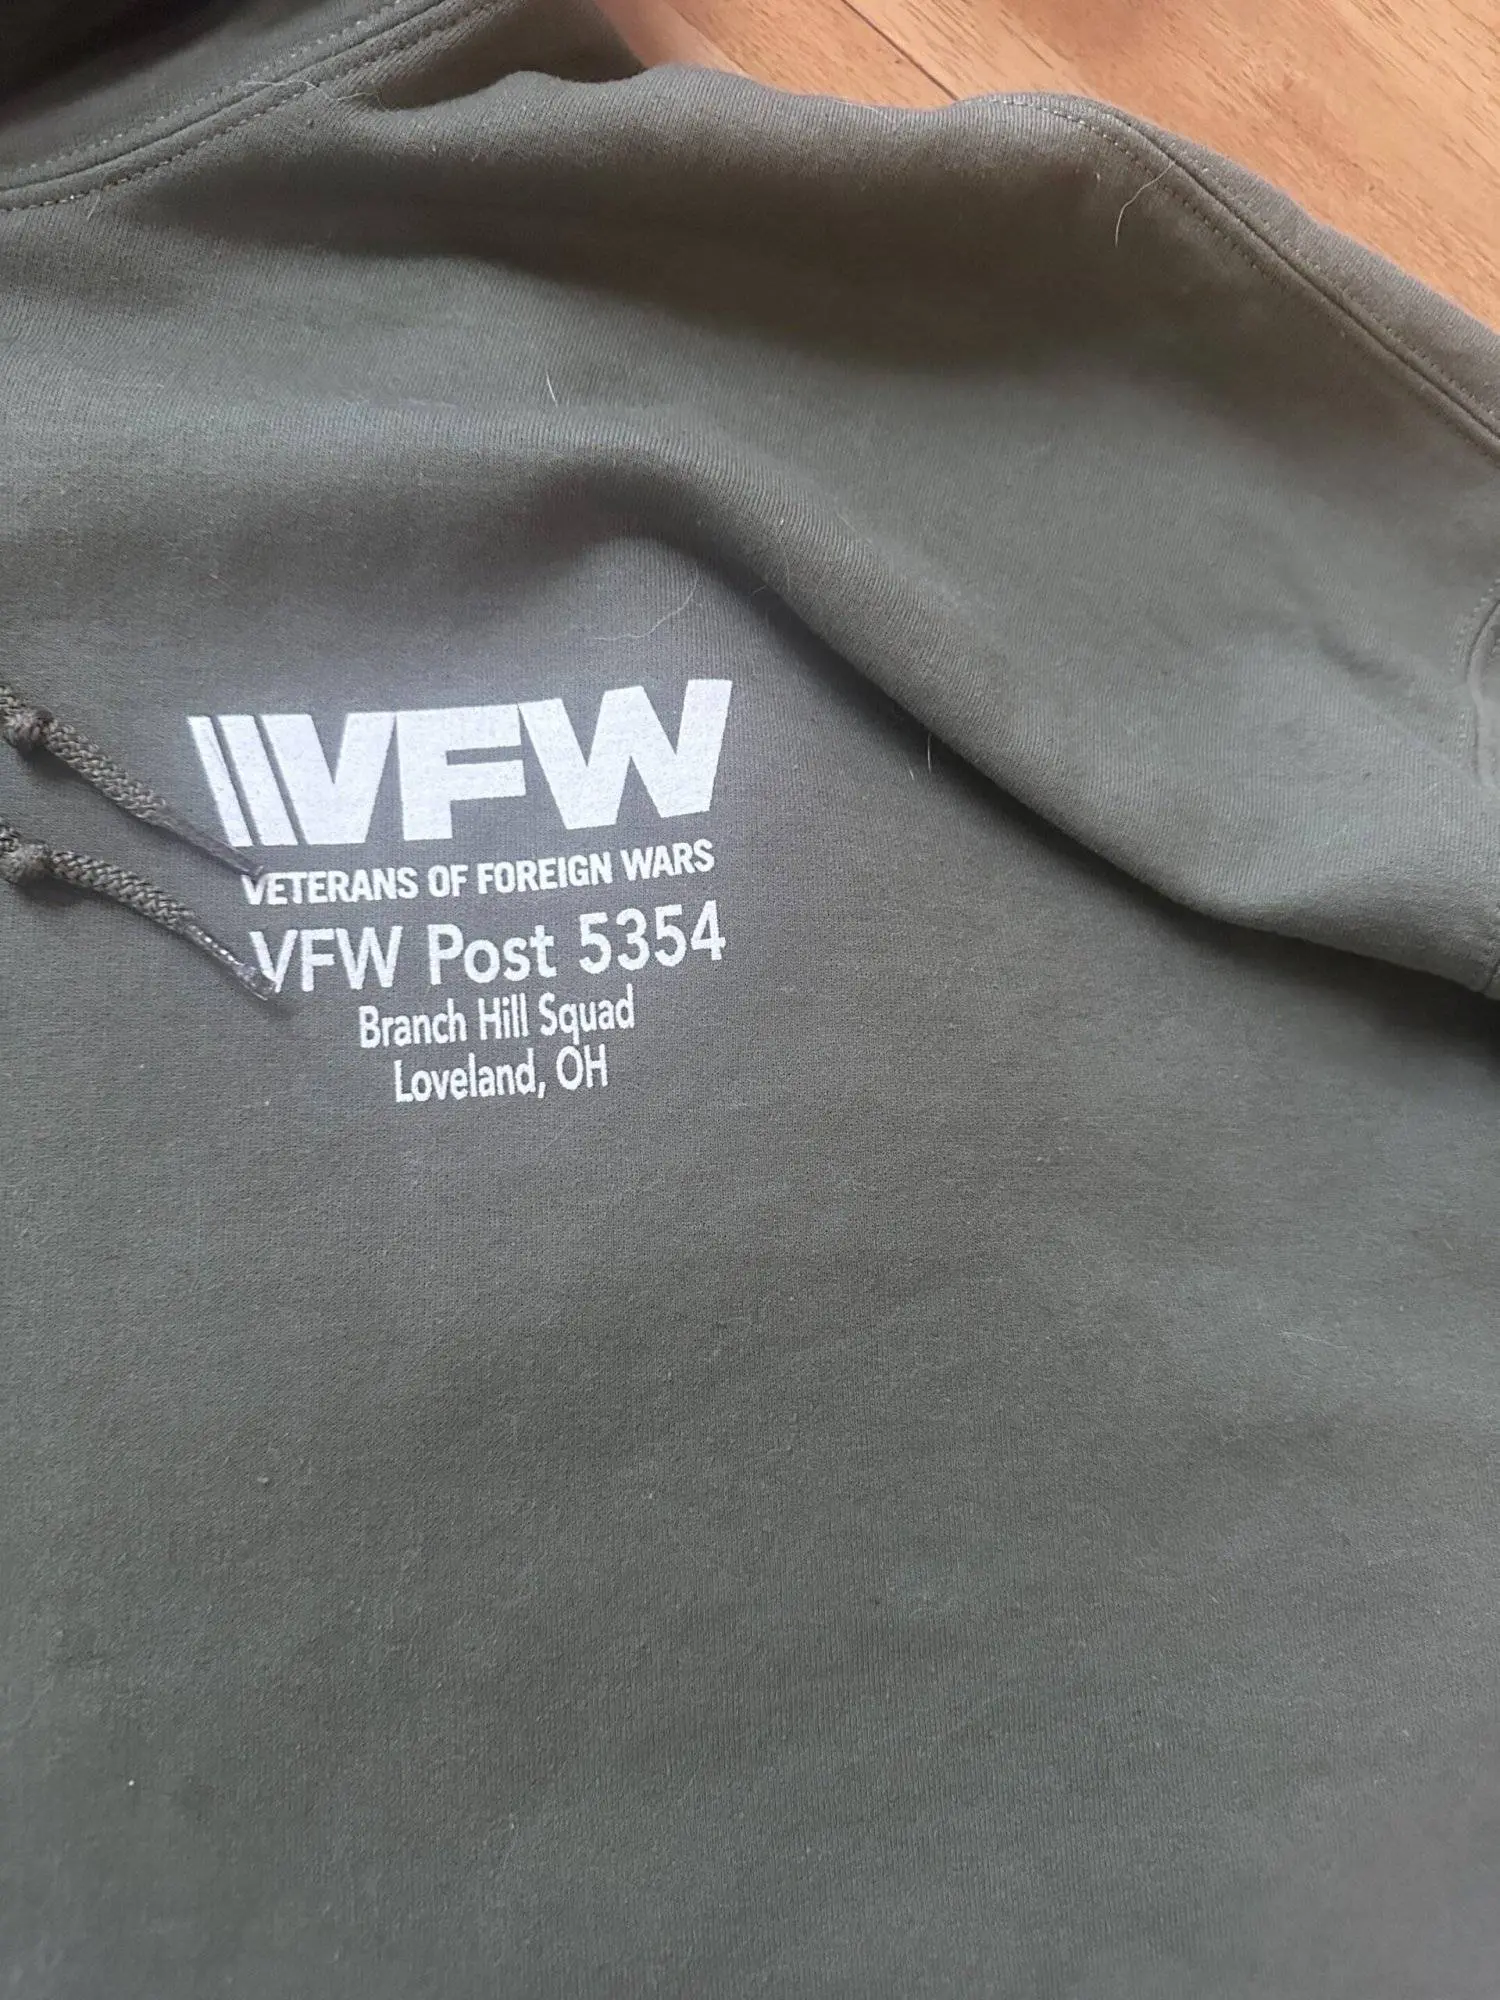 VFW
VETERANS OF FOREIGN WARS
VFW Post 5354
Branch Hill Squad
Loveland, OH